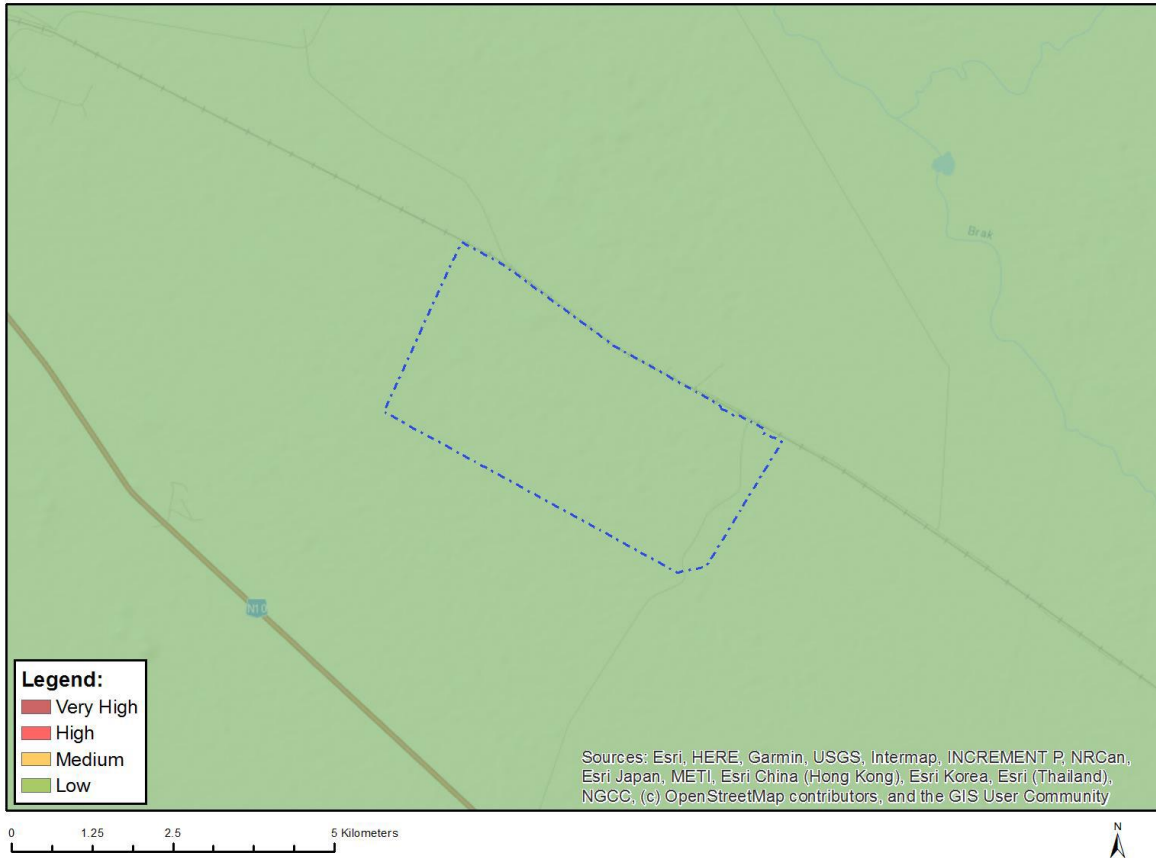 Brak
N10
Legend:
Very High
High
Medium
Low
Sources: Esri, HERE, Garmin, USGS, Intermap, INCREMENT P, NRCan,
Esri Japan, METI, Esri China (Hong Kong), Esri Korea, Esri (Thailand),
NGCC, (c) OpenStreetMap contributors, and the GIS User Community
0 1.25 2.5 5 Kilometers
N